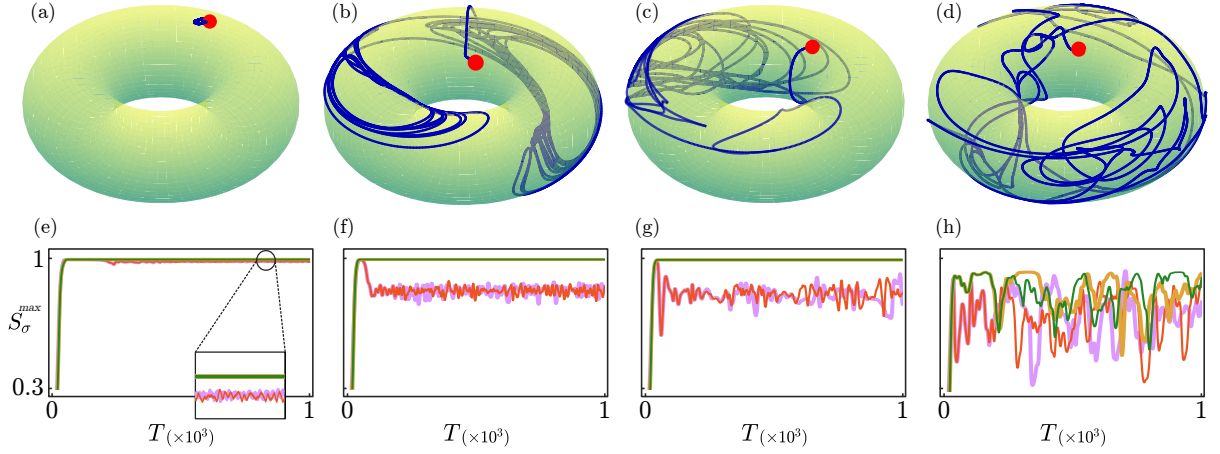 (a) (b) (c) (d)
(e) (f) (g) (h)
1
S_σ^max
0.3
0 1 0 1 0 1 0 1
T(×10³) T(×10³) T(×10³) T(×10³)